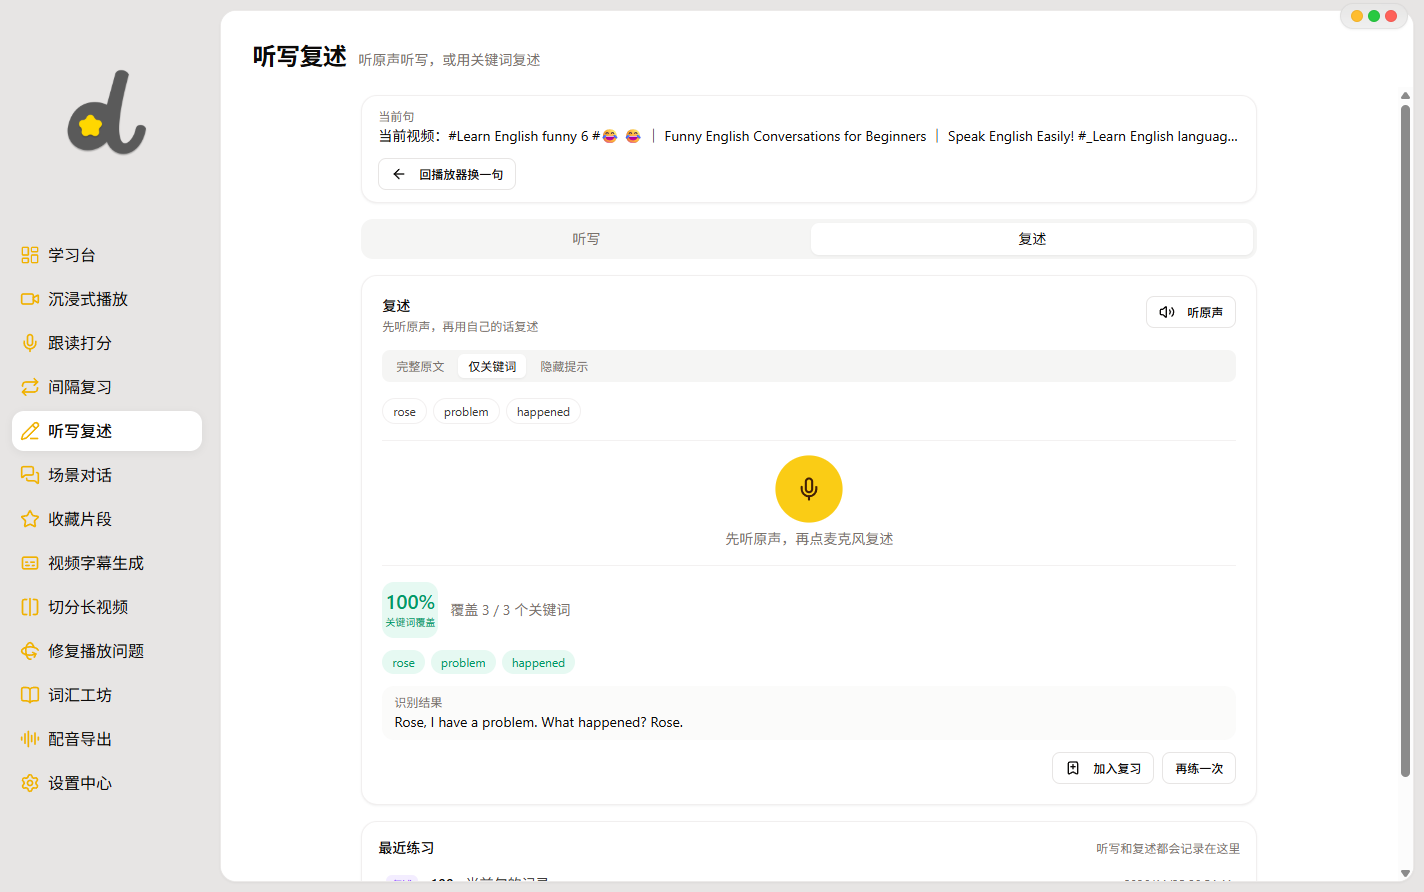 听写复述 听原声听写，或用关键词复述
当前句
当前视频：#Learn English funny 6 #😂 😂 ｜ Funny English Conversations for Beginners ｜ Speak English Easily! #_Learn English languag...
回播放器换一句
听写 复述
复述
先听原声，再用自己的话复述
听原声
完整原文 仅关键词 隐藏提示
rose problem happened
先听原声，再点麦克风复述
100%
关键词覆盖
覆盖 3 / 3 个关键词
rose problem happened
识别结果
Rose, I have a problem. What happened? Rose.
加入复习 再练一次
最近练习 听写和复述都会记录在这里
学习台
沉浸式播放
跟读打分
间隔复习
听写复述
场景对话
收藏片段
视频字幕生成
切分长视频
修复播放问题
词汇工坊
配音导出
设置中心